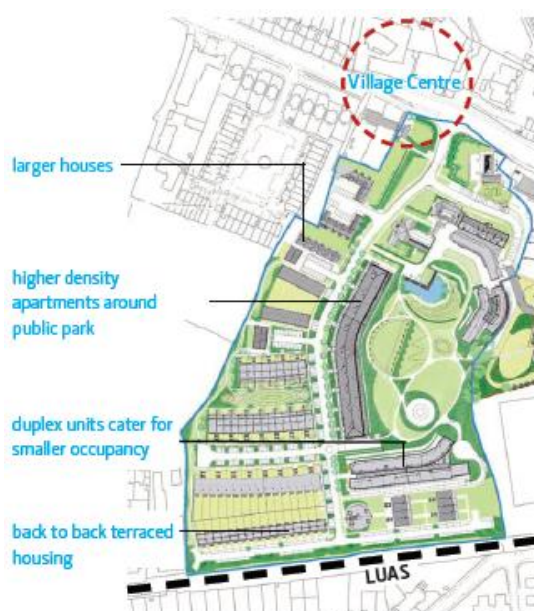 Village Centre
larger houses
higher density
apartments around
public park
duplex units cater for
smaller occupancy
back to back terraced
housing
LUAS